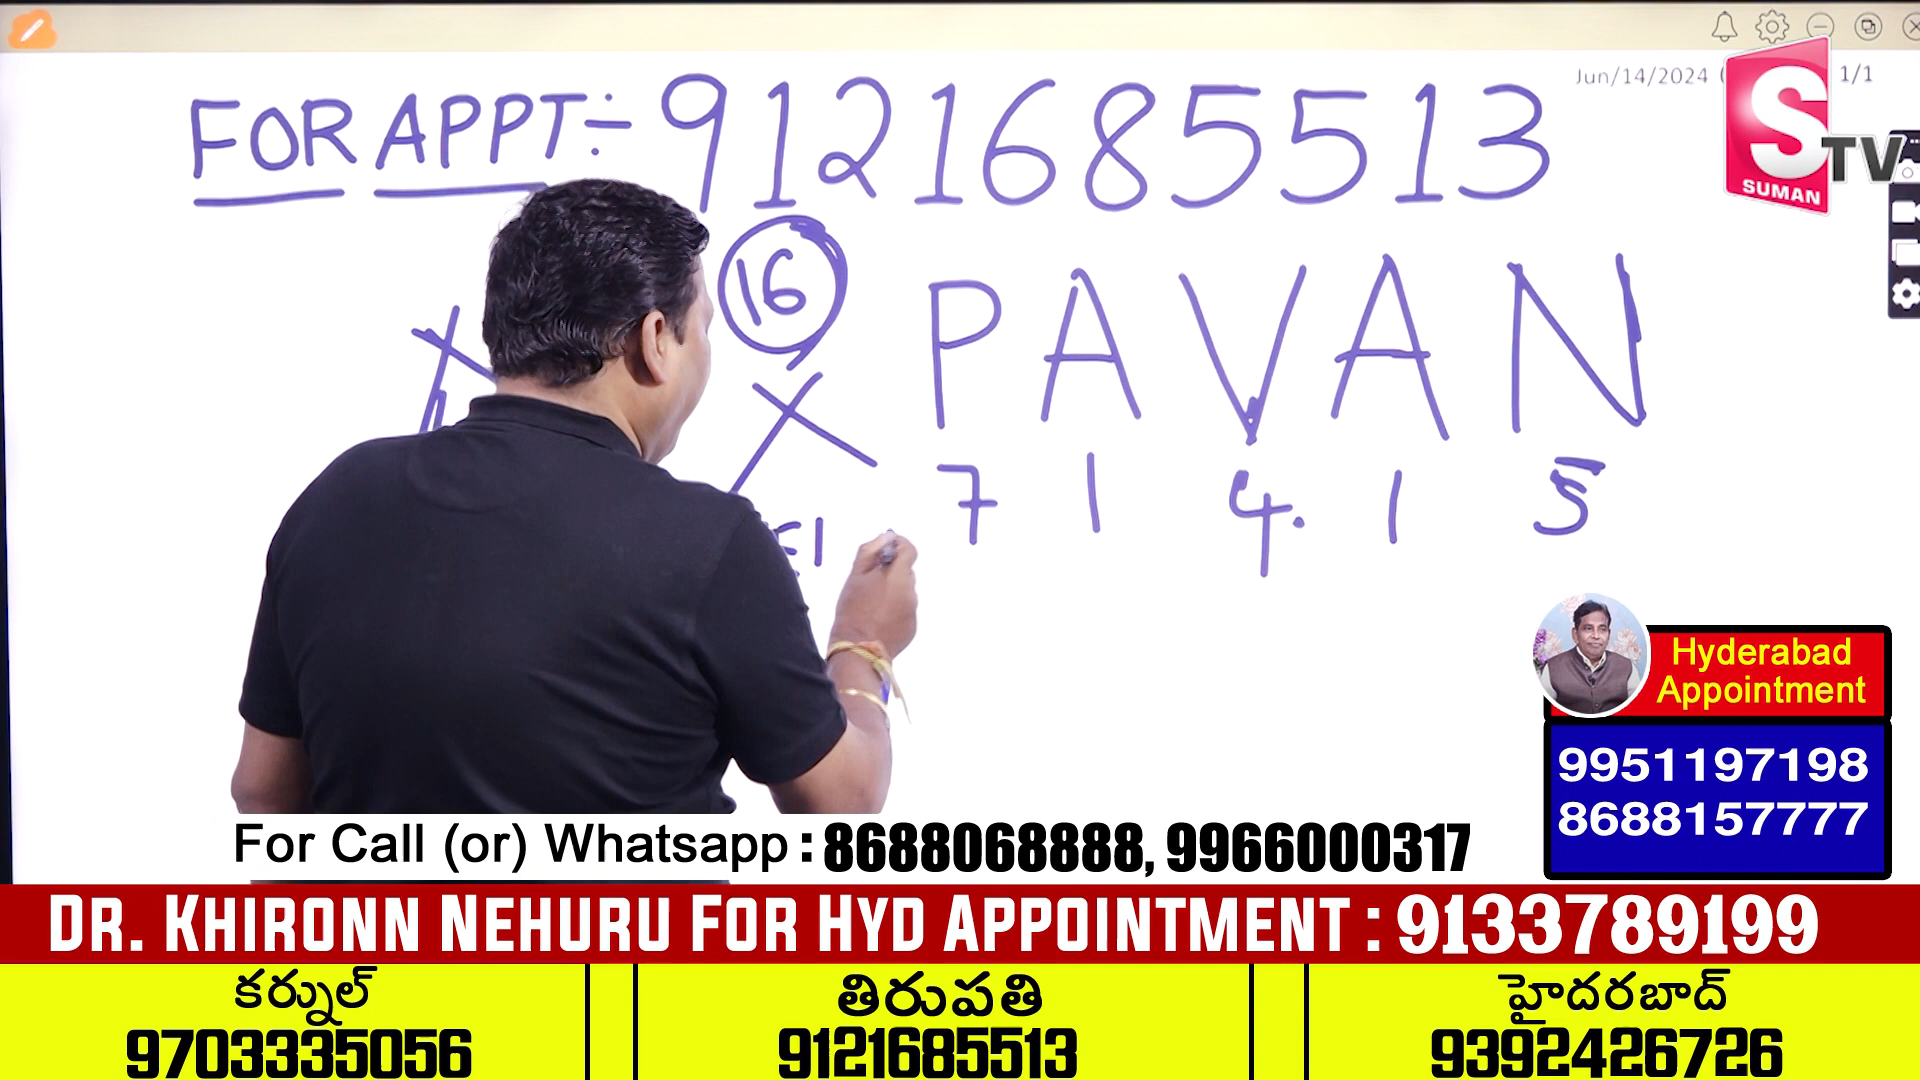 Jun/14/2024
1/1
S
TV
SUMAN
FOR APPT:- 9121685513
16
PAVAN
7 1 4. 1 5
Hyderabad
Appointment
9951197198
8688157777
For Call (or) Whatsapp : 8688068888, 9966000317
DR. KHIRONN NEHURU FOR HYD APPOINTMENT : 9133789199
కర్నూల్
9703335056
తిరుపతి
9121685513
హైదరబాద్
9392426726